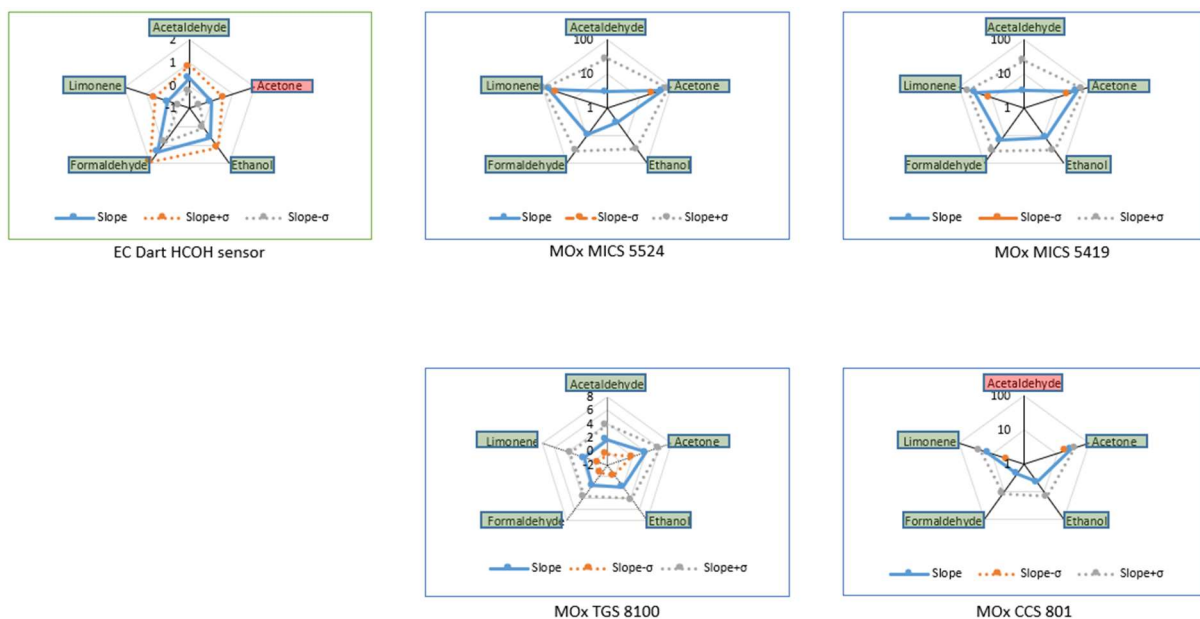 Acetaldehyde
2
1
0
-1
Limonene
Acetone
Formaldehyde
Ethanol
Slope Slope+σ Slope-σ
EC Dart HCOH sensor
Acetaldehyde
100
10
1
Limonene
Acetone
Formaldehyde
Ethanol
Slope Slope-σ Slope+σ
MOx MICS 5524
Acetaldehyde
100
10
1
Limonene
Acetone
Formaldehyde
Ethanol
Slope Slope-σ Slope+σ
MOx MICS 5419
Acetaldehyde
8
6
4
2
0
-2
Limonene
Acetone
Formaldehyde
Ethanol
Slope Slope-σ Slope+σ
MOx TGS 8100
Acetaldehyde
100
10
1
Limonene
Acetone
Formaldehyde
Ethanol
Slope Slope-σ Slope+σ
MOx CCS 801